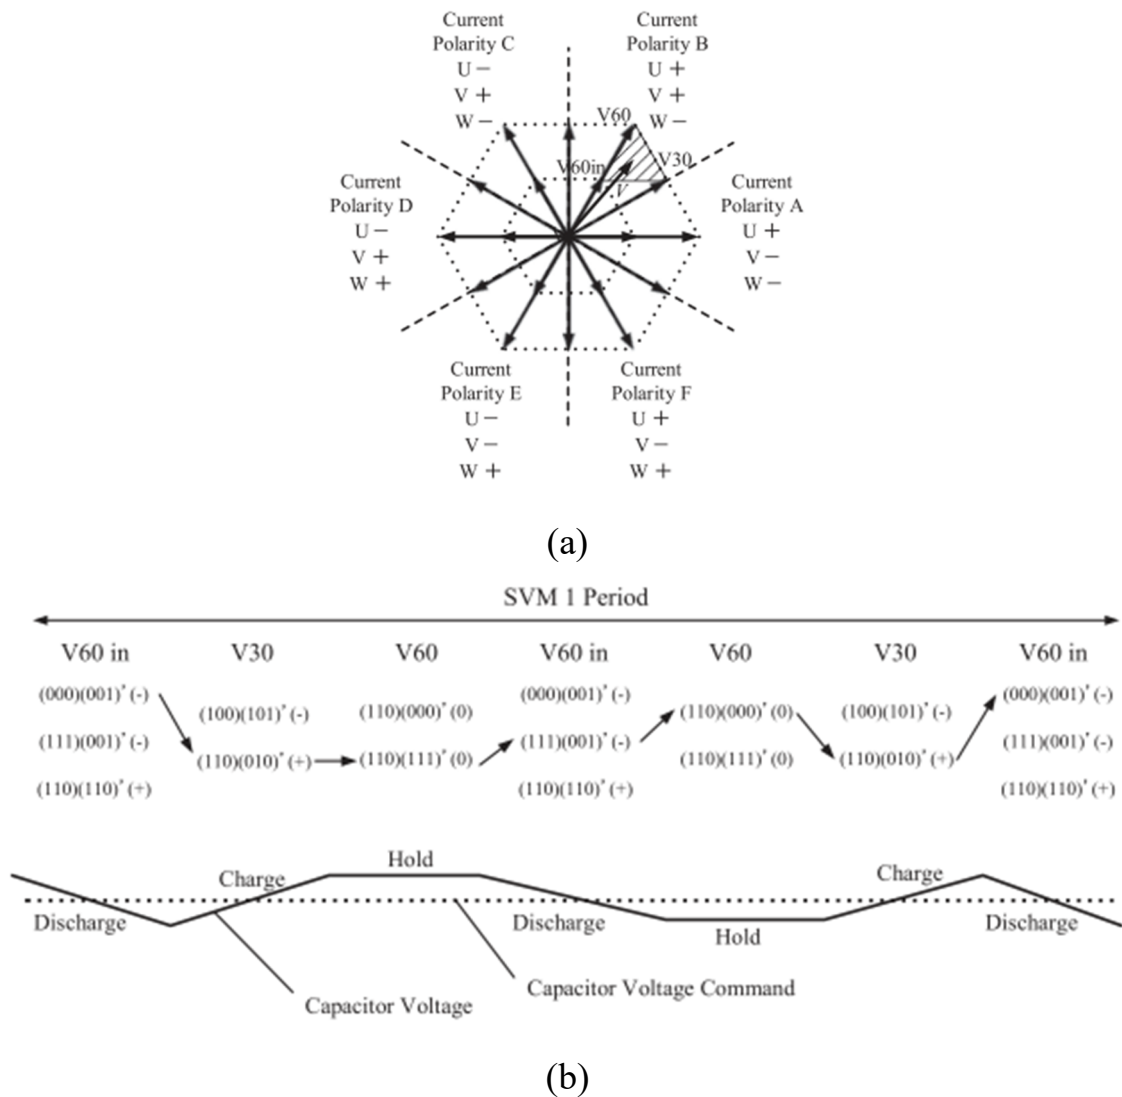 Current
Polarity C
U −
V +
W −
Current
Polarity B
U +
V +
W −
V60
V60in
V30
V
Current
Polarity D
U −
V +
W +
Current
Polarity A
U +
V −
W −
Current
Polarity E
U −
V −
W +
Current
Polarity F
U +
V −
W +
(a)
SVM 1 Period
V60 in V30 V60 V60 in V60 V30 V60 in
(000)(001)' (-) (100)(101)' (-) (110)(000)' (0) (000)(001)' (-) (110)(000)' (0) (100)(101)' (-) (000)(001)' (-)
(111)(001)' (-) (110)(010)' (+) (110)(111)' (0) (111)(001)' (-) (110)(111)' (0) (110)(010)' (+) (111)(001)' (-)
(110)(110)' (+) (110)(110)' (+) (110)(110)' (+)
Discharge Charge Hold Discharge Hold Charge Discharge
Capacitor Voltage
Capacitor Voltage Command
(b)